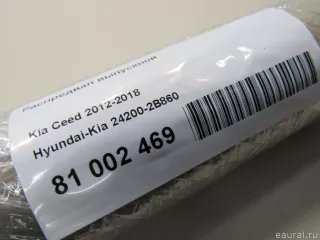 Распредвал выпускной
Kia Ceed 2012-2018
Hyundai-Kia 24200-2B860
81 002 469
eaural.ru